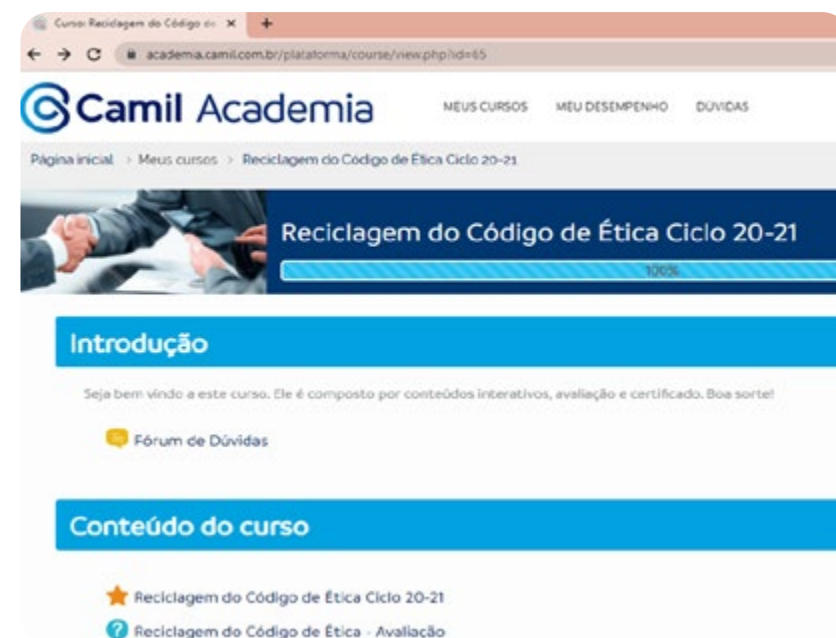 Curso: Reciclagem do Código de
academia.camil.com.br/plataforma/course/view.php?id=65
Camil Academia
MEUS CURSOS MEU DESEMPENHO DÚVIDAS
Página inicial > Meus cursos > Reciclagem do Código de Ética Ciclo 20-21
Reciclagem do Código de Ética Ciclo 20-21
100%
Introdução
Seja bem vindo a este curso. Ele é composto por conteúdos interativos, avaliação e certificado. Boa sorte!
Fórum de Dúvidas
Conteúdo do curso
Reciclagem do Código de Ética Ciclo 20-21
Reciclagem do Código de Ética - Avaliação